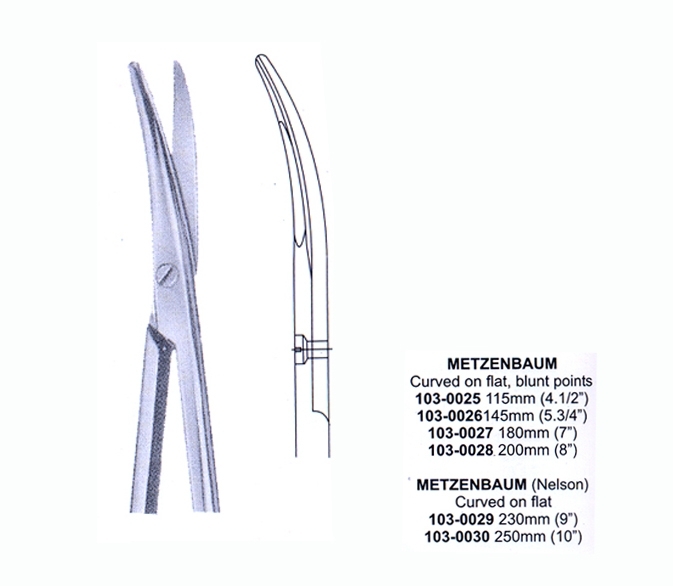 METZENBAUM
Curved on flat, blunt points
103-0025 115mm (4.1/2”)
103-0026145mm (5.3/4”)
103-0027 180mm (7”)
103-0028 200mm (8”)
METZENBAUM (Nelson)
Curved on flat
103-0029 230mm (9”)
103-0030 250mm (10”)